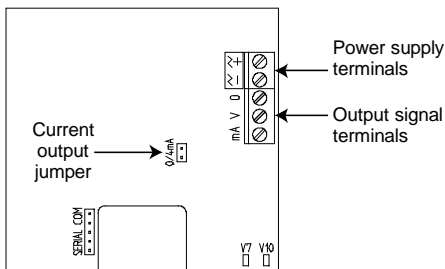 Power supply
terminals
~+
~-
0
V
mA
Output signal
terminals
Current
output
jumper
0/4mA
SERIAL COM
V7 V10